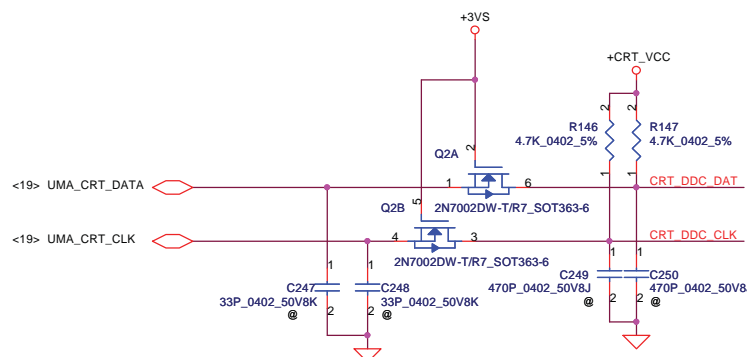 +3VS
+CRT_VCC
2
2
R146
4.7K_0402_5%
R147
4.7K_0402_5%
1
1
2
Q2A
<19> UMA_CRT_DATA
1
6
CRT_DDC_DAT
2N7002DW-T/R7_SOT363-6
5
Q2B
<19> UMA_CRT_CLK
4
3
CRT_DDC_CLK
2N7002DW-T/R7_SOT363-6
1
1
1
1
C247
33P_0402_50V8K
@
C248
33P_0402_50V8K
@
C249
470P_0402_50V8J
@
C250
470P_0402_50V8
@
2
2
2
2